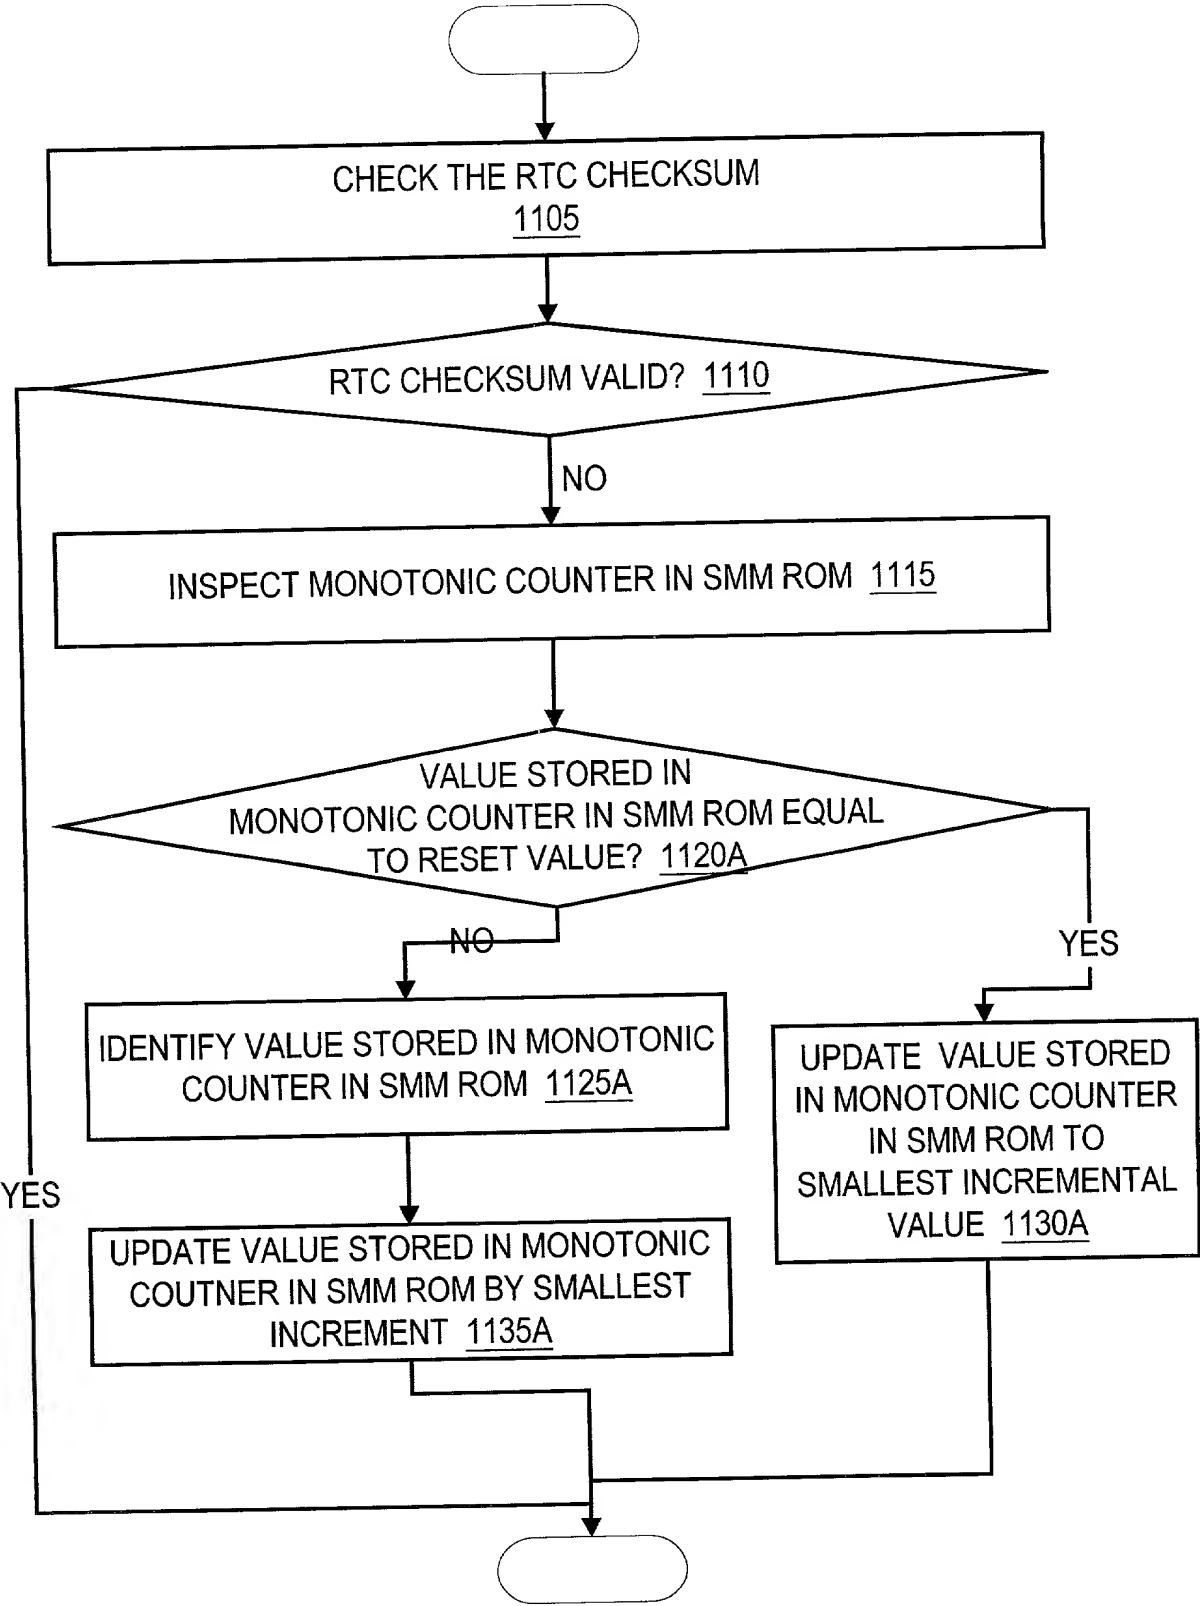 CHECK THE RTC CHECKSUM
1105
RTC CHECKSUM VALID? 1110
NO
INSPECT MONOTONIC COUNTER IN SMM ROM 1115
VALUE STORED IN
MONOTONIC COUNTER IN SMM ROM EQUAL
TO RESET VALUE? 1120A
NO
YES
IDENTIFY VALUE STORED IN MONOTONIC
COUNTER IN SMM ROM 1125A
UPDATE VALUE STORED
IN MONOTONIC COUNTER
IN SMM ROM TO
SMALLEST INCREMENTAL
VALUE 1130A
YES
UPDATE VALUE STORED IN MONOTONIC
COUTNER IN SMM ROM BY SMALLEST
INCREMENT 1135A